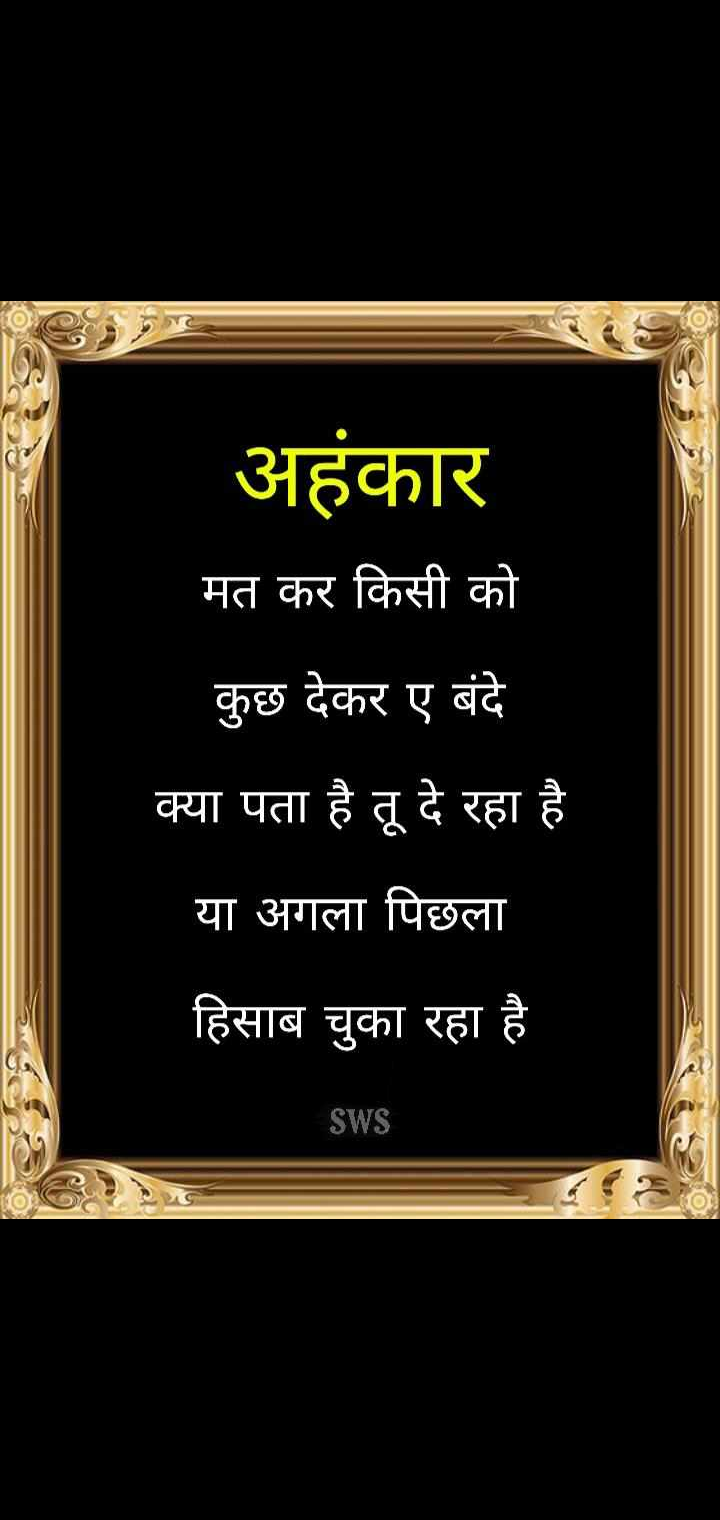 अहंकार
मत कर किसी को
कुछ देकर ए बंदे
क्या पता है तू दे रहा है
या अगला पिछला
हिसाब चुका रहा है
SWS